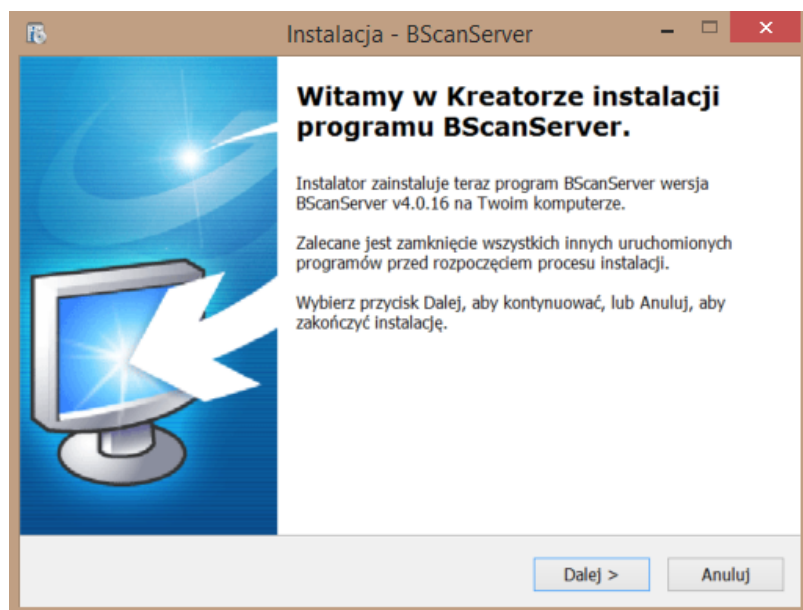 Instalacja - BScanServer
Witamy w Kreatorze instalacji
programu BScanServer.
Instalator zainstaluje teraz program BScanServer wersja
BScanServer v4.0.16 na Twoim komputerze.
Zalecane jest zamknięcie wszystkich innych uruchomionych
programów przed rozpoczęciem procesu instalacji.
Wybierz przycisk Dalej, aby kontynuować, lub Anuluj, aby
zakończyć instalację.
Dalej >
Anuluj